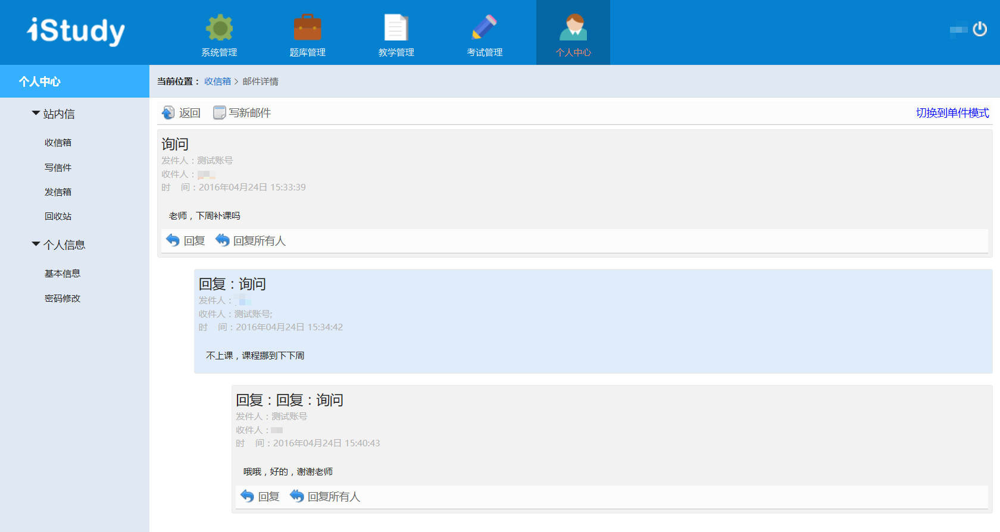 iStudy
系统管理
题库管理
教学管理
考试管理
个人中心
个人中心
当前位置： 收信箱 > 邮件详情
站内信
收信箱
写信件
发信箱
回收站
个人信息
基本信息
密码修改
返回 写新邮件 切换到单件模式
询问
发件人：测试账号
收件人：
时 间：2016年04月24日 15:33:39
老师，下周补课吗
回复 回复所有人
回复：询问
发件人：
收件人：测试账号;
时 间：2016年04月24日 15:34:42
不上课，课程挪到下下周
回复：回复：询问
发件人：测试账号
收件人：
时 间：2016年04月24日 15:40:43
哦哦，好的，谢谢老师
回复 回复所有人